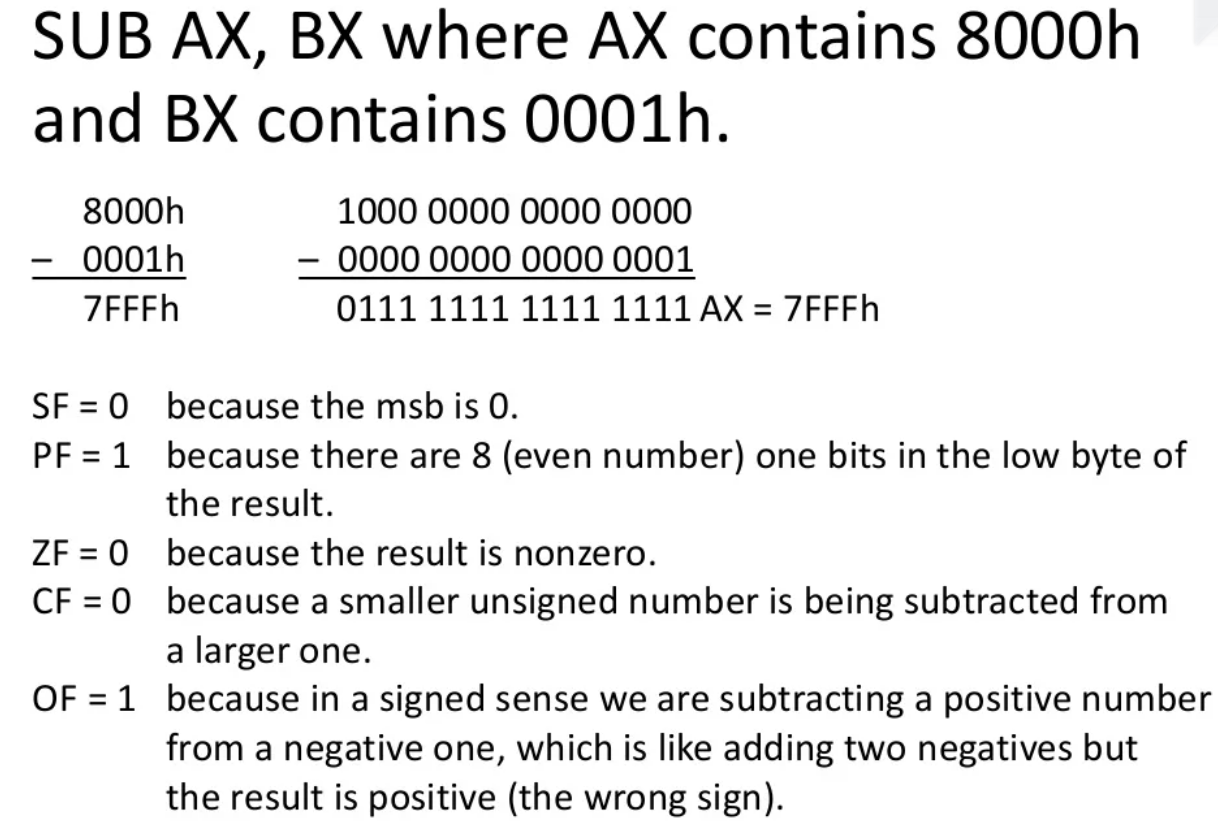 SUB AX, BX where AX contains 8000h
and BX contains 0001h.
8000h 1000 0000 0000 0000
– 0001h – 0000 0000 0000 0001
7FFFh 0111 1111 1111 1111 AX = 7FFFh
SF = 0 because the msb is 0.
PF = 1 because there are 8 (even number) one bits in the low byte of
the result.
ZF = 0 because the result is nonzero.
CF = 0 because a smaller unsigned number is being subtracted from
a larger one.
OF = 1 because in a signed sense we are subtracting a positive number
from a negative one, which is like adding two negatives but
the result is positive (the wrong sign).